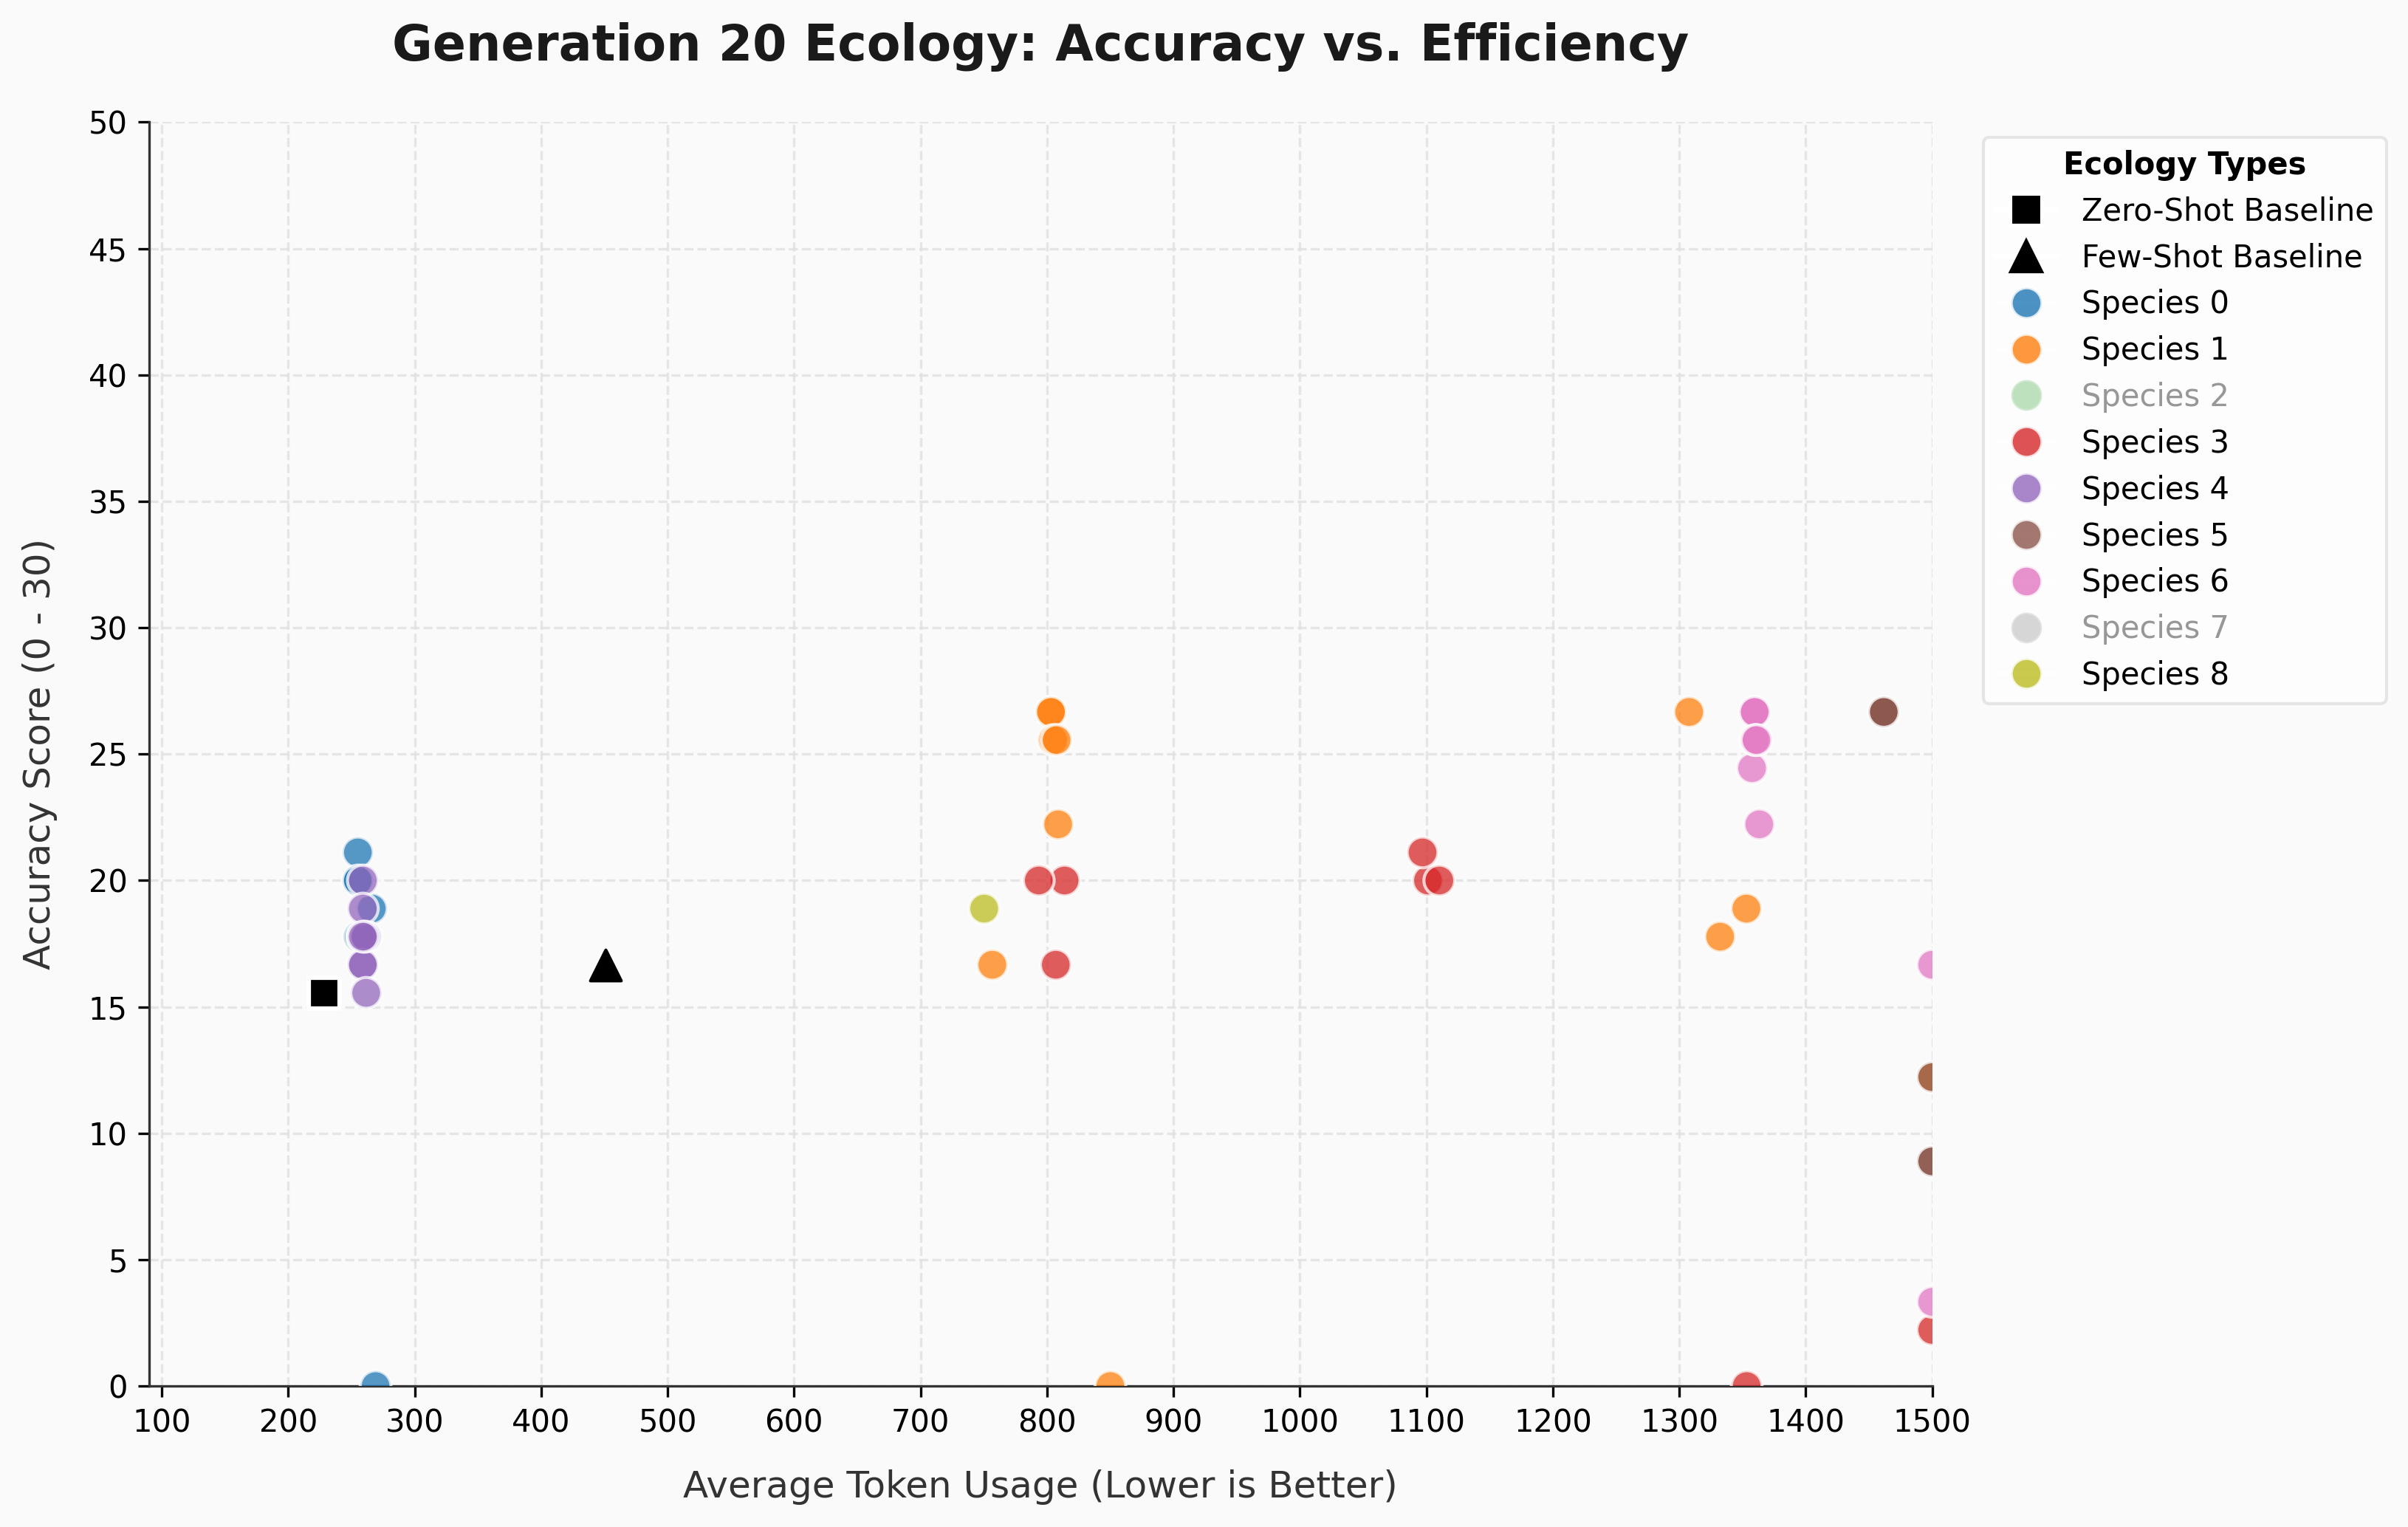 Generation 20 Ecology: Accuracy vs. Efficiency
50
45
40
35
30
25
20
15
10
5
0
Accuracy Score (0 - 30)
100 200 300 400 500 600 700 800 900 1000 1100 1200 1300 1400 1500
Average Token Usage (Lower is Better)
Ecology Types
Zero-Shot Baseline
Few-Shot Baseline
Species 0
Species 1
Species 2
Species 3
Species 4
Species 5
Species 6
Species 7
Species 8